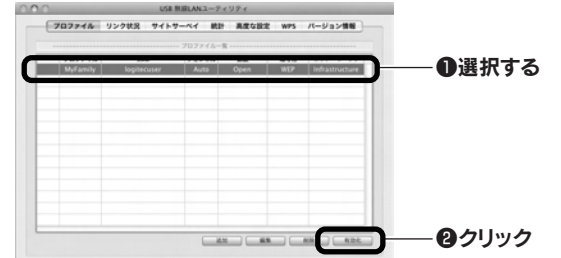 USB 無線LANユーティリティ
プロファイル リンク状況 サイトサーベイ 統計 高度な設定 WPS バージョン情報
プロファイル一覧
MyFamily logitecuser Auto Open WEP Infrastructure
❶選択する
追加 編集 有効化
❷クリック